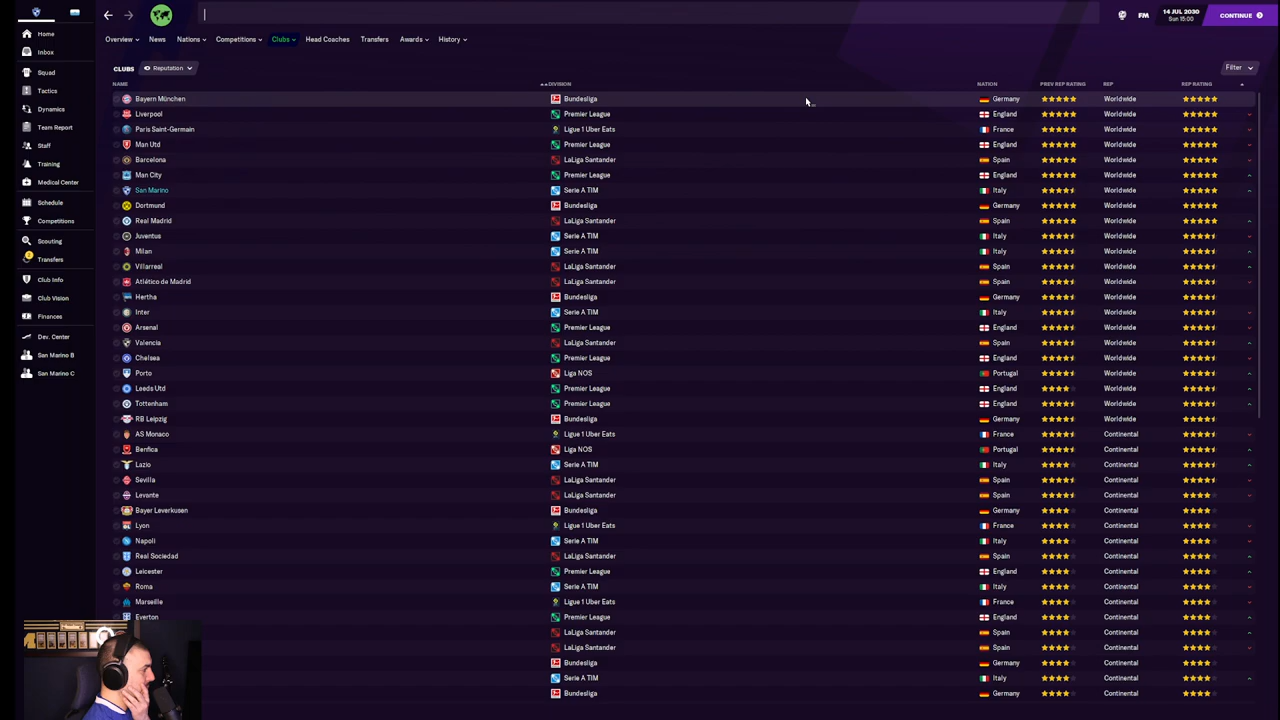 14 JUL 2030
Sun 15:00
FM
CONTINUE
Home
Inbox
Squad
Tactics
Dynamics
Team Report
Staff
Training
Medical Center
Schedule
Competitions
Scouting
Transfers
Club Info
Club Vision
Finances
Dev. Center
San Marino B
San Marino C
Overview News Nations Competitions Clubs Head Coaches Transfers Awards History
CLUBS Reputation Filter
NAME DIVISION NATION PREV REP RATING REP REP RATING
Bayern München Bundesliga Germany Worldwide
Liverpool Premier League England Worldwide
Paris Saint-Germain Ligue 1 Uber Eats France Worldwide
Man Utd Premier League England Worldwide
Barcelona LaLiga Santander Spain Worldwide
Man City Premier League England Worldwide
San Marino Serie A TIM Italy Worldwide
Dortmund Bundesliga Germany Worldwide
Real Madrid LaLiga Santander Spain Worldwide
Juventus Serie A TIM Italy Worldwide
Milan Serie A TIM Italy Worldwide
Villarreal LaLiga Santander Spain Worldwide
Atlético de Madrid LaLiga Santander Spain Worldwide
Hertha Bundesliga Germany Worldwide
Inter Serie A TIM Italy Worldwide
Arsenal Premier League England Worldwide
Valencia LaLiga Santander Spain Worldwide
Chelsea Premier League England Worldwide
Porto Liga NOS Portugal Worldwide
Leeds Utd Premier League England Worldwide
Tottenham Premier League England Worldwide
RB Leipzig Bundesliga Germany Worldwide
AS Monaco Ligue 1 Uber Eats France Continental
Benfica Liga NOS Portugal Continental
Lazio Serie A TIM Italy Continental
Sevilla LaLiga Santander Spain Continental
Levante LaLiga Santander Spain Continental
Bayer Leverkusen Bundesliga Germany Continental
Lyon Ligue 1 Uber Eats France Continental
Napoli Serie A TIM Italy Continental
Real Sociedad LaLiga Santander Spain Continental
Leicester Premier League England Continental
Roma Serie A TIM Italy Continental
Marseille Ligue 1 Uber Eats France Continental
Everton Premier League England Continental
LaLiga Santander Spain Continental
LaLiga Santander Spain Continental
Bundesliga Germany Continental
Serie A TIM Italy Continental
Bundesliga Germany Continental